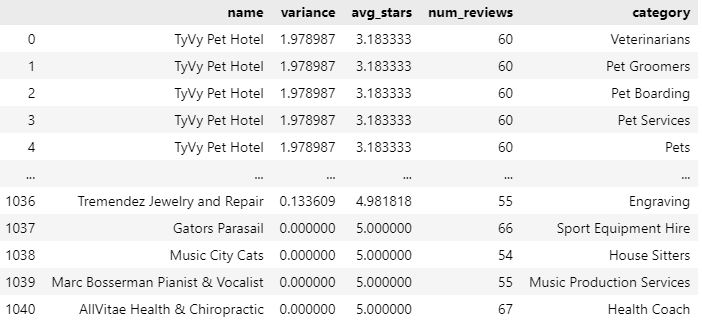 name variance avg_stars num_reviews category
0 TyVy Pet Hotel 1.978987 3.183333 60 Veterinarians
1 TyVy Pet Hotel 1.978987 3.183333 60 Pet Groomers
2 TyVy Pet Hotel 1.978987 3.183333 60 Pet Boarding
3 TyVy Pet Hotel 1.978987 3.183333 60 Pet Services
4 TyVy Pet Hotel 1.978987 3.183333 60 Pets
... ... ... ... ... ...
1036 Tremendez Jewelry and Repair 0.133609 4.981818 55 Engraving
1037 Gators Parasail 0.000000 5.000000 66 Sport Equipment Hire
1038 Music City Cats 0.000000 5.000000 54 House Sitters
1039 Marc Bosserman Pianist & Vocalist 0.000000 5.000000 55 Music Production Services
1040 AllVitae Health & Chiropractic 0.000000 5.000000 67 Health Coach